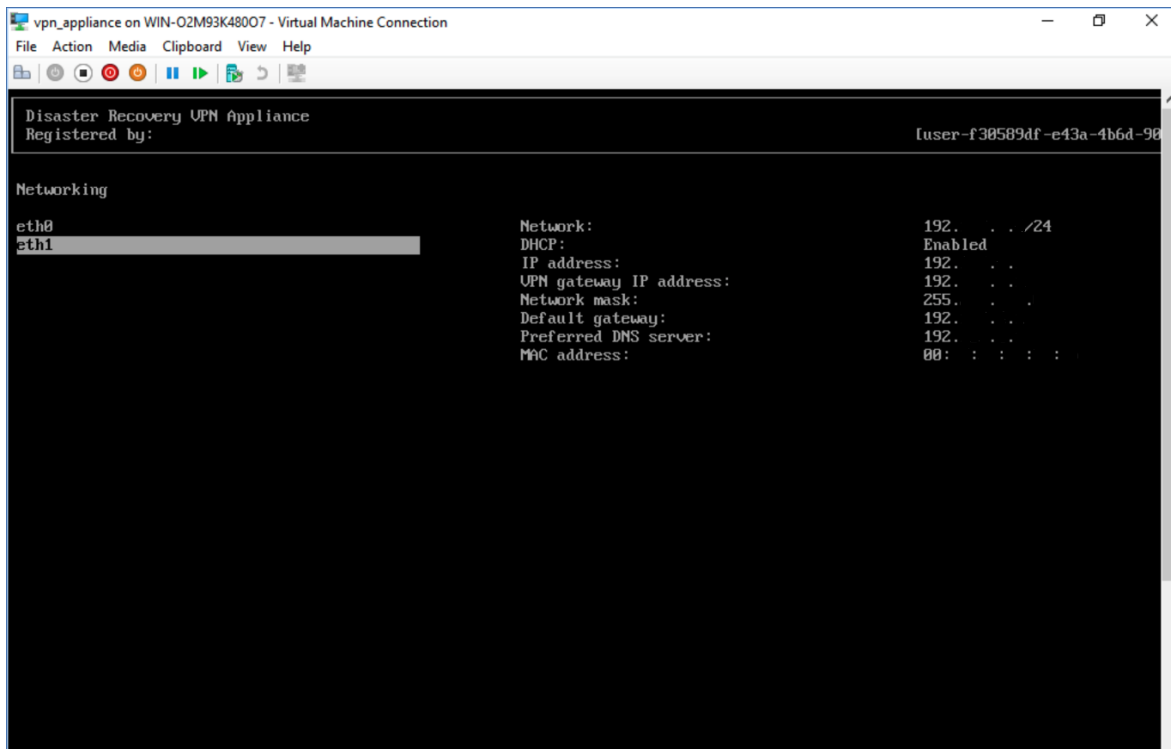 vpn_appliance on WIN-O2M93K480O7 - Virtual Machine Connection
File Action Media Clipboard View Help
Disaster Recovery VPN Appliance
Registered by: [user-f30589df-e43a-4b6d-90
Networking
eth0 Network: 192. . . /24
eth1 DHCP: Enabled
IP address: 192. . .
VPN gateway IP address: 192. . .
Network mask: 255. . .
Default gateway: 192. . .
Preferred DNS server: 192. . .
MAC address: 00: : : : :